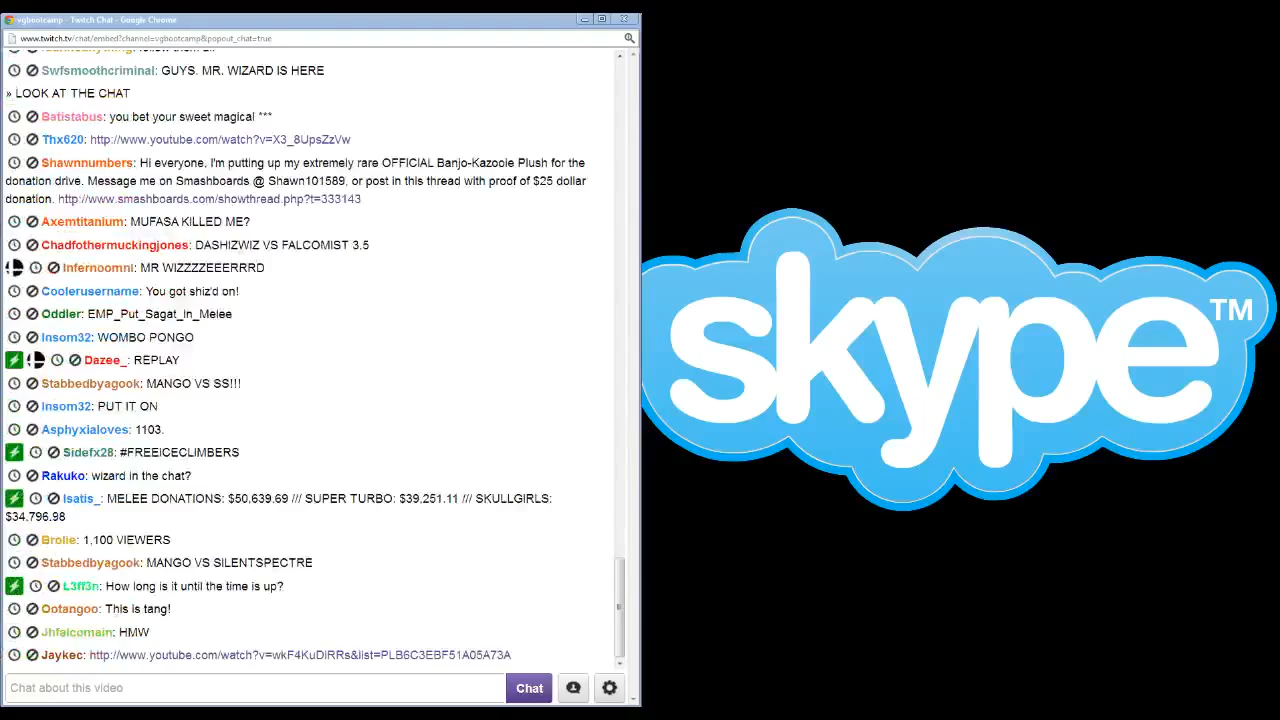 vgbootcamp - Twitch Chat - Google Chrome
www.twitch.tv/chat/embed?channel=vgbootcamp&popout_chat=true
Swfsmoothcriminal: GUYS. MR. WIZARD IS HERE
» LOOK AT THE CHAT
Batistabus: you bet your sweet magical ***
Thx620: http://www.youtube.com/watch?v=X3_8UpsZzVw
Shawnnumbers: Hi everyone, I'm putting up my extremely rare OFFICIAL Banjo-Kazooie Plush for the
donation drive. Message me on Smashboards @ Shawn101589, or post in this thread with proof of $25 dollar
donation. http://www.smashboards.com/showthread.php?t=333143
Axemtitanium: MUFASA KILLED ME?
Chadfothermuckingjones: DASHIZWIZ VS FALCOMIST 3.5
Infernoomni: MR WIZZZZEEERRRD
Coolerusername: You got shiz'd on!
Oddler: EMP_Put_Sagat_In_Melee
Insom32: WOMBO PONGO
Dazee_: REPLAY
Stabbedbyagook: MANGO VS SS!!!
Insom32: PUT IT ON
Asphyxialoves: 1103.
Sidefx28: #FREEICECLIMBERS
Rakuko: wizard in the chat?
Isatis_: MELEE DONATIONS: $50,639.69 /// SUPER TURBO: $39,251.11 /// SKULLGIRLS:
$34,796.98
Brolie: 1,100 VIEWERS
Stabbedbyagook: MANGO VS SILENTSPECTRE
L3ff3n: How long is it until the time is up?
Ootangoo: This is tang!
Jhfalcomain: HMW
Jaykec: http://www.youtube.com/watch?v=wkF4KuDiRRs&list=PLB6C3EBF51A05A73A
Chat about this video
Chat
skype™